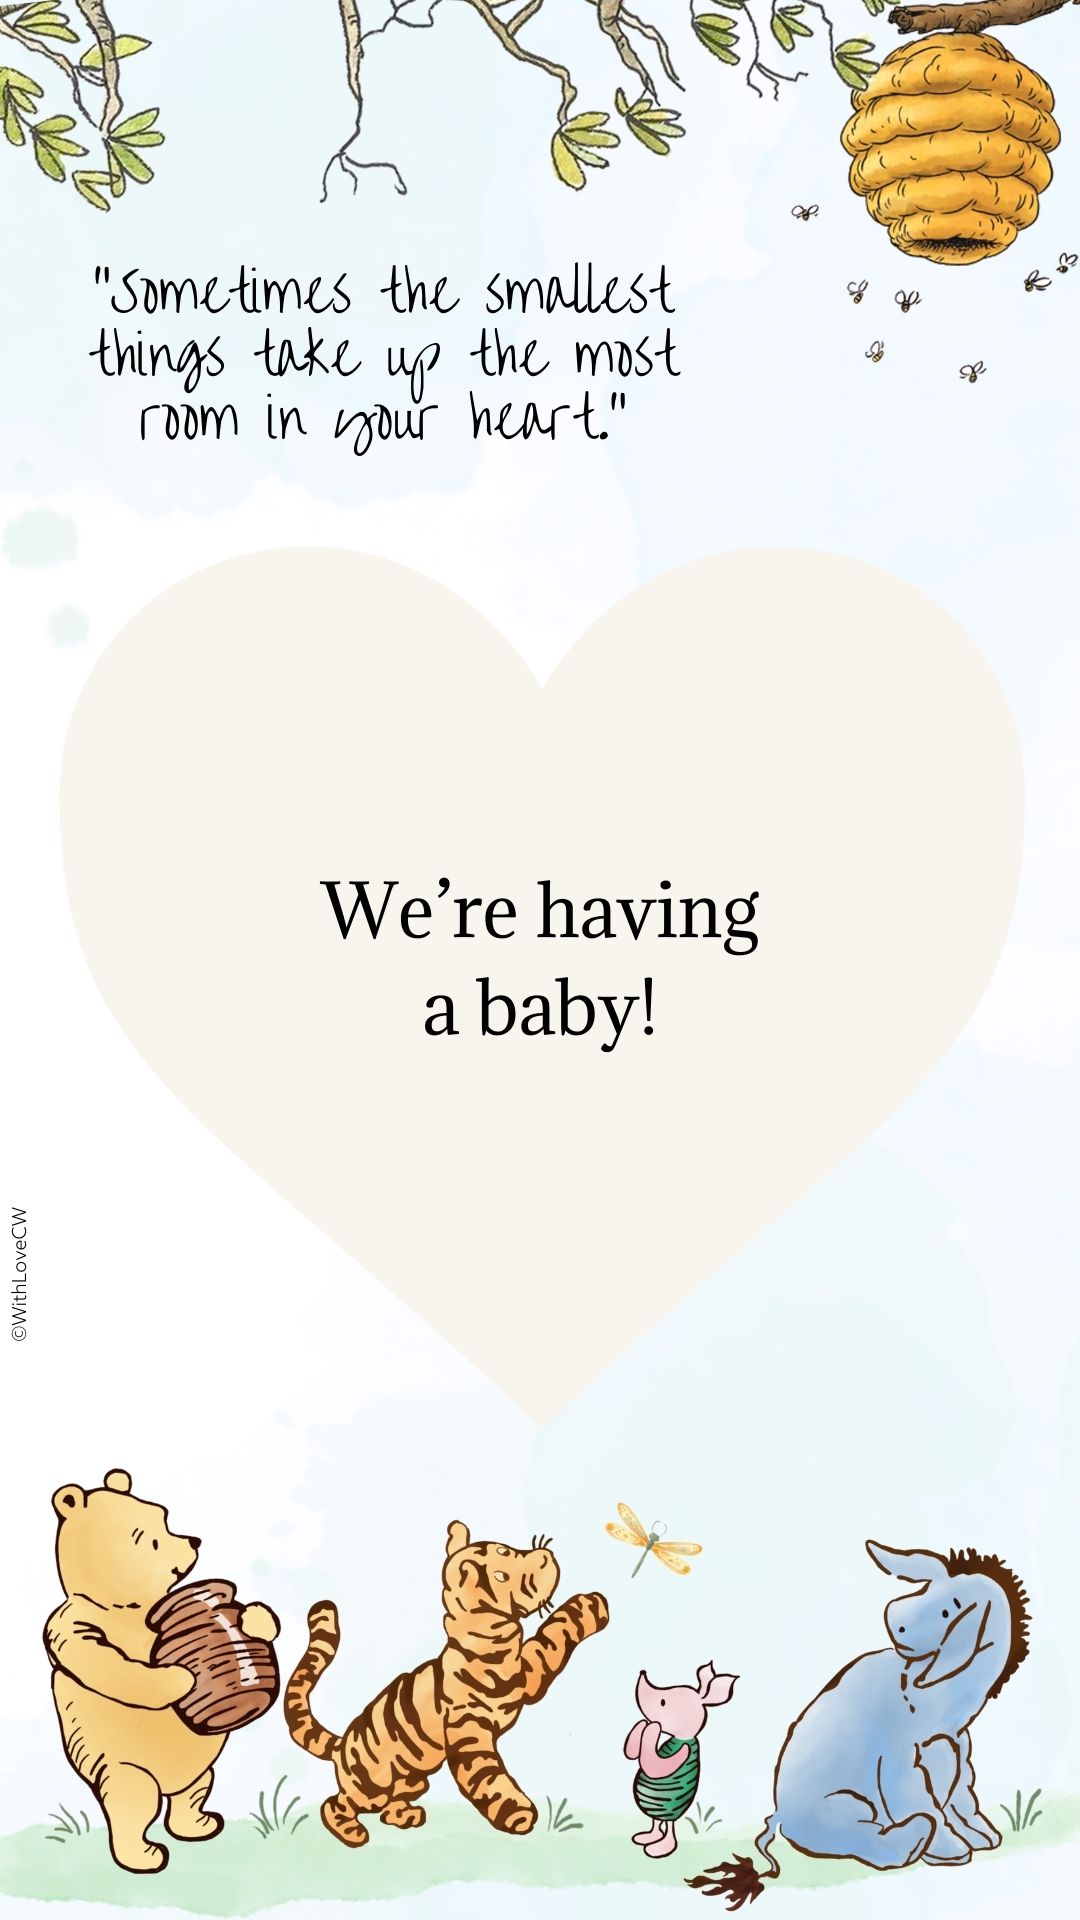 "Sometimes the smallest
things take up the most
room in your heart."
We’re having
a baby!
©WithLoveCW